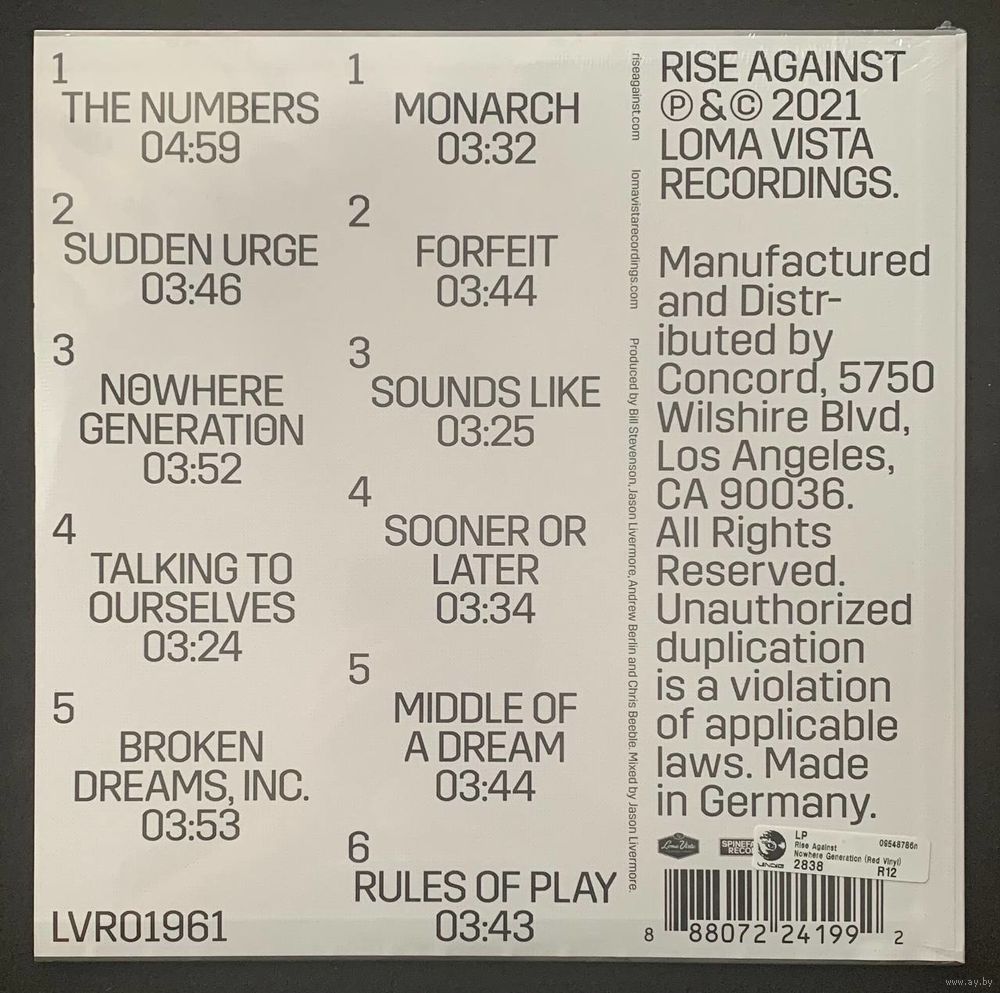 1
THE NUMBERS
04:59
2
SUDDEN URGE
03:46
3
NOWHERE
GENERATION
03:52
4
TALKING TO
OURSELVES
03:24
5
BROKEN
DREAMS, INC.
03:53
LVR01961
1
MONARCH
03:32
2
FORFEIT
03:44
3
SOUNDS LIKE
03:25
4
SOONER OR
LATER
03:34
5
MIDDLE OF
A DREAM
03:44
6
RULES OF PLAY
03:43
riseagainst.com lomavistarecordings.com Produced by Bill Stevenson, Jason Livermore, Andrew Berlin and Chris Beeble. Mixed by Jason Livermore.
RISE AGAINST
Ⓟ & © 2021
LOMA VISTA
RECORDINGS.
Manufactured
and Distr-
ibuted by
Concord, 5750
Wilshire Blvd,
Los Angeles,
CA 90036.
All Rights
Reserved.
Unauthorized
duplication
is a violation
of applicable
laws. Made
in Germany.
Loma Vista
LP
09548786n
Rise Against
Nowhere Generation (Red Vinyl)
2838
R12
8 88072 24199 2
www.ay.by